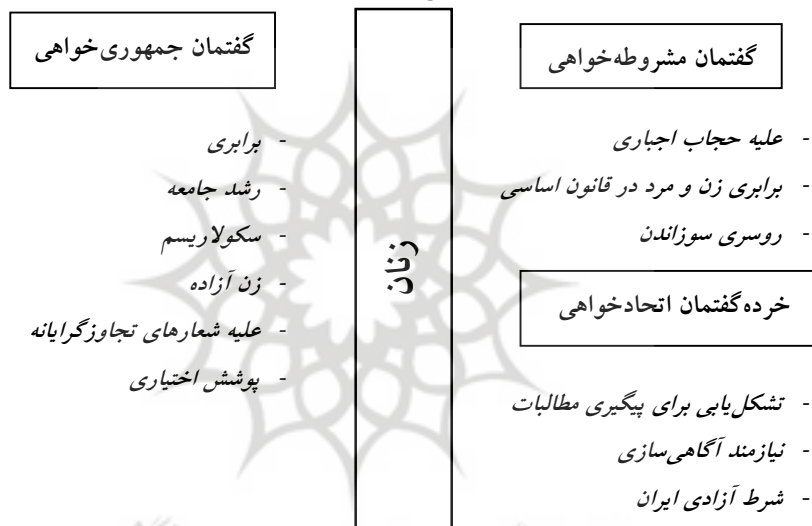 گفتمان مشروطه‌خواهی
- علیه حجاب اجباری
- برابری زن و مرد در قانون اساسی
- روسری سوزاندن
خرده‌گفتمان اتحادخواهی
- تشکل‌یابی برای پیگیری مطالبات
- نیازمند آگاهی‌سازی
- شرط آزادی ایران
زنان
گفتمان جمهوری‌خواهی
- برابری
- رشد جامعه
- سکولاریسم
- زن آزاده
- علیه شعارهای تجاوزگرایانه
- پوشش اختیاری